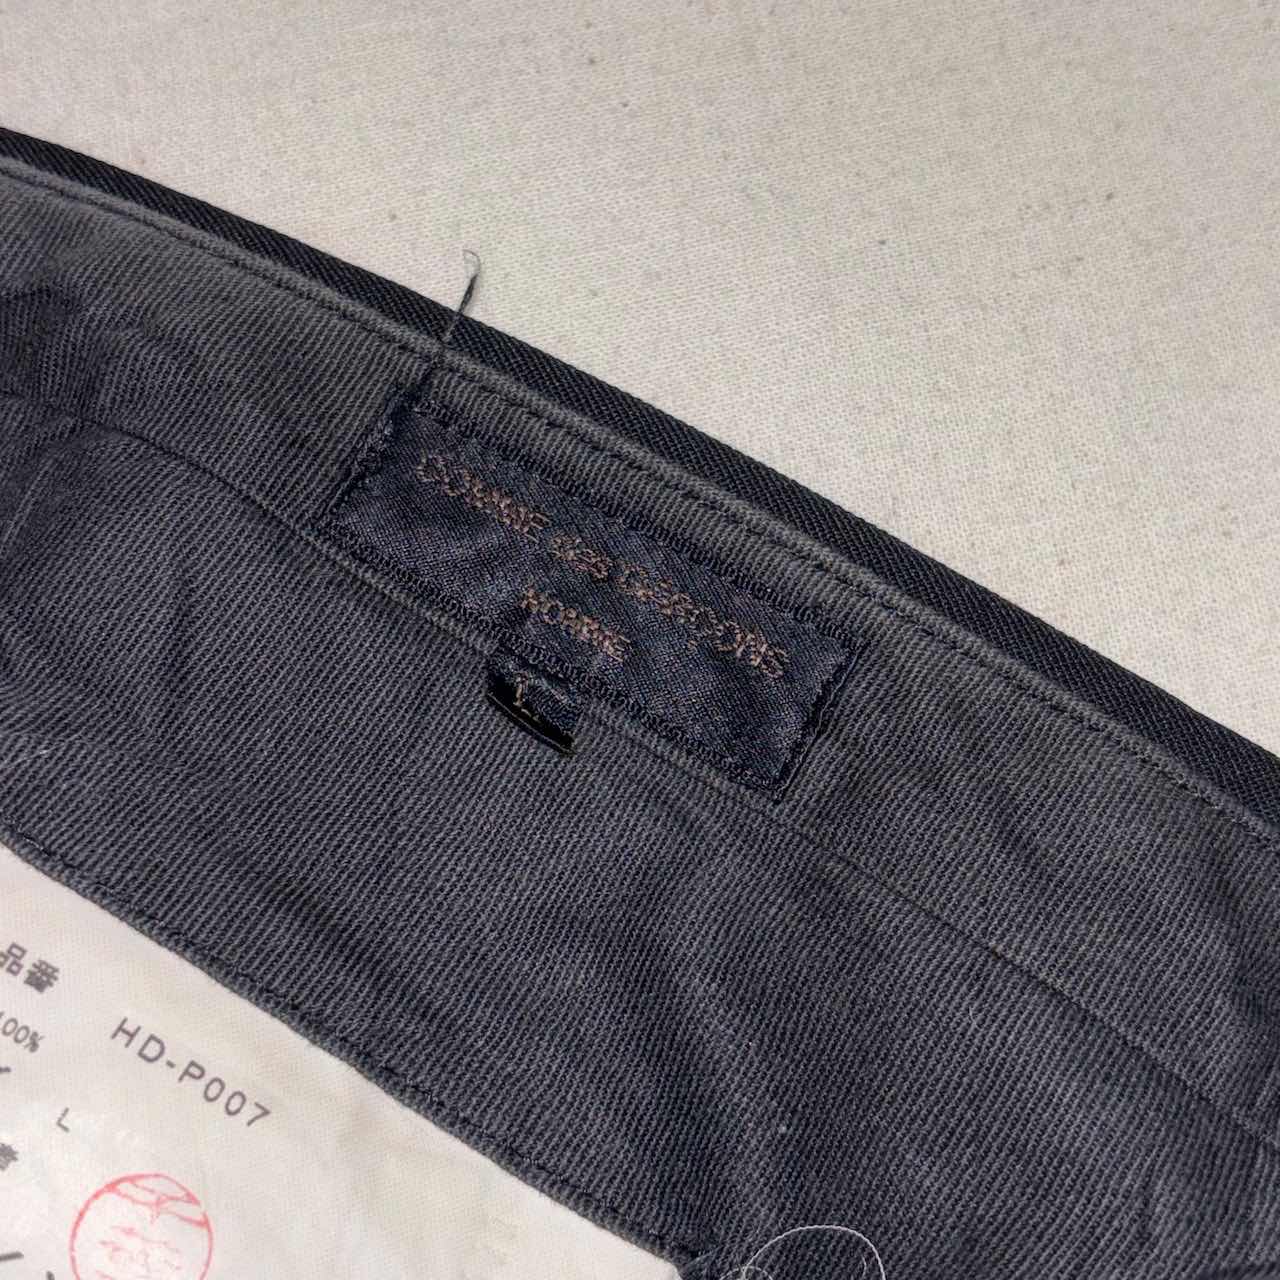 COMME des GARÇONS
HOMME
L
品番 HD-P007
100%
L